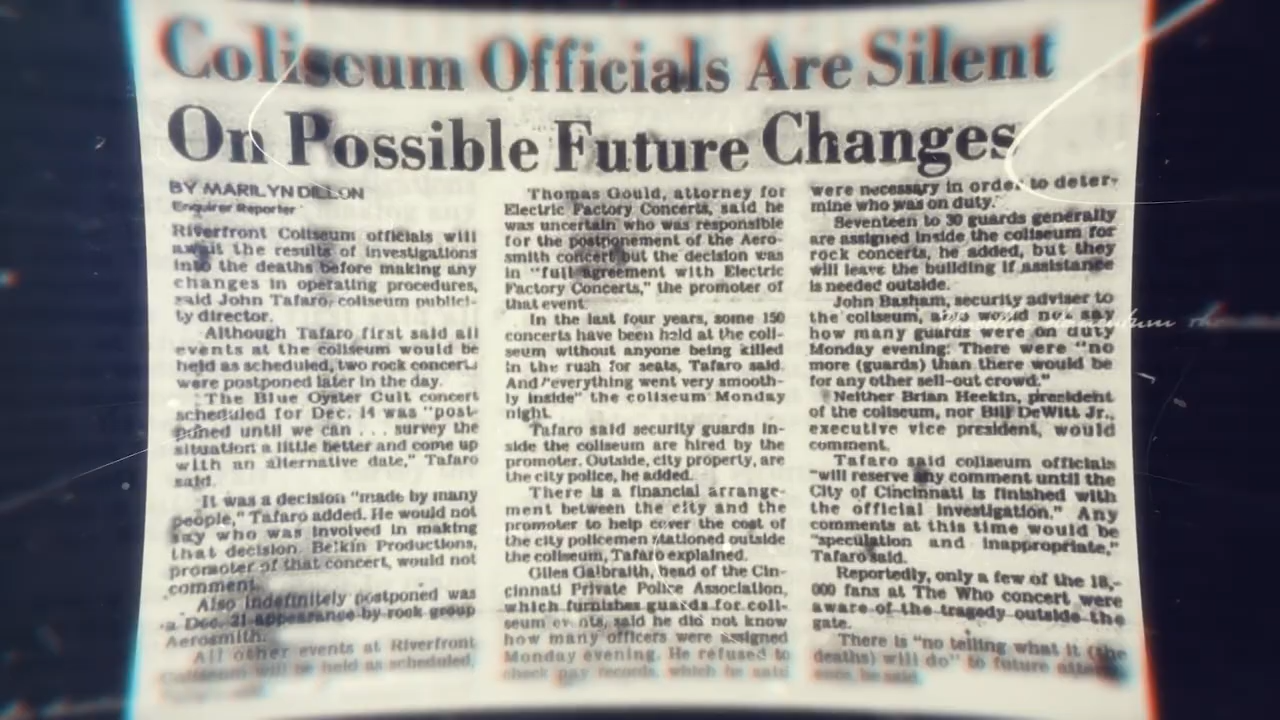 Coliseum Officials Are Silent
On Possible Future Changes
BY MARILYN DILLON
Enquirer Reporter
Riverfront Coliseum officials will
await the results of investigations
into the deaths before making any
changes in operating procedures,
said John Tafaro, coliseum publici-
ty director.
Although Tafaro first said all
events at the coliseum would be
held as scheduled, two rock concerts
were postponed later in the day.
The Blue Oyster Cult concert
scheduled for Dec. 14 was "post-
poned until we can . . . survey the
situation a little better and come up
with an alternative date," Tafaro
said.
It was a decision "made by many
people," Tafaro added. He would not
say who was involved in making
that decision. Belkin Productions,
promoter of that concert, would not
comment.
Also indefinitely postponed was
a Dec. 21 appearance by rock group
Aerosmith.
All other events at Riverfront
Coliseum will be held as scheduled,
Thomas Gould, attorney for
Electric Factory Concerts, said he
was uncertain who was responsible
for the postponement of the Aero-
smith concert but the decision was
in "full agreement with Electric
Factory Concerts," the promoter of
that event.
In the last four years, some 150
concerts have been held at the coli-
seum without anyone being killed
in the rush for seats, Tafaro said.
And "everything went very smooth-
ly inside" the coliseum Monday
night.
Tafaro said security guards in-
side the coliseum are hired by the
promoter. Outside, city property, are
the city police, he added.
There is a financial arrange-
ment between the city and the
promoter to help cover the cost of
the city policemen stationed outside
the coliseum, Tafaro explained.
Giles Galbraith, head of the Cin-
cinnati Private Police Association,
which furnishes guards for coli-
seum events, said he did not know
how many officers were assigned
Monday evening. He refused to
check pay records, which he said
were necessary in order to deter-
mine who was on duty.
Seventeen to 30 guards generally
are assigned inside the coliseum for
rock concerts, he added, but they
will leave the building if assistance
is needed outside.
John Basham, security adviser to
the coliseum, also would not say
how many guards were on duty
Monday evening: There were "no
more (guards) than there would be
for any other sell-out crowd."
Neither Brian Heekin, president
of the coliseum, nor Bill DeWitt Jr.,
executive vice president, would
comment.
Tafaro said coliseum officials
"will reserve any comment until the
City of Cincinnati is finished with
the official investigation." Any
comments at this time would be
"speculation and inappropriate,"
Tafaro said.
Reportedly, only a few of the 18,-
000 fans at The Who concert were
aware of the tragedy outside the
gate.
There is "no telling what it (the
deaths) will do" to future
he said.